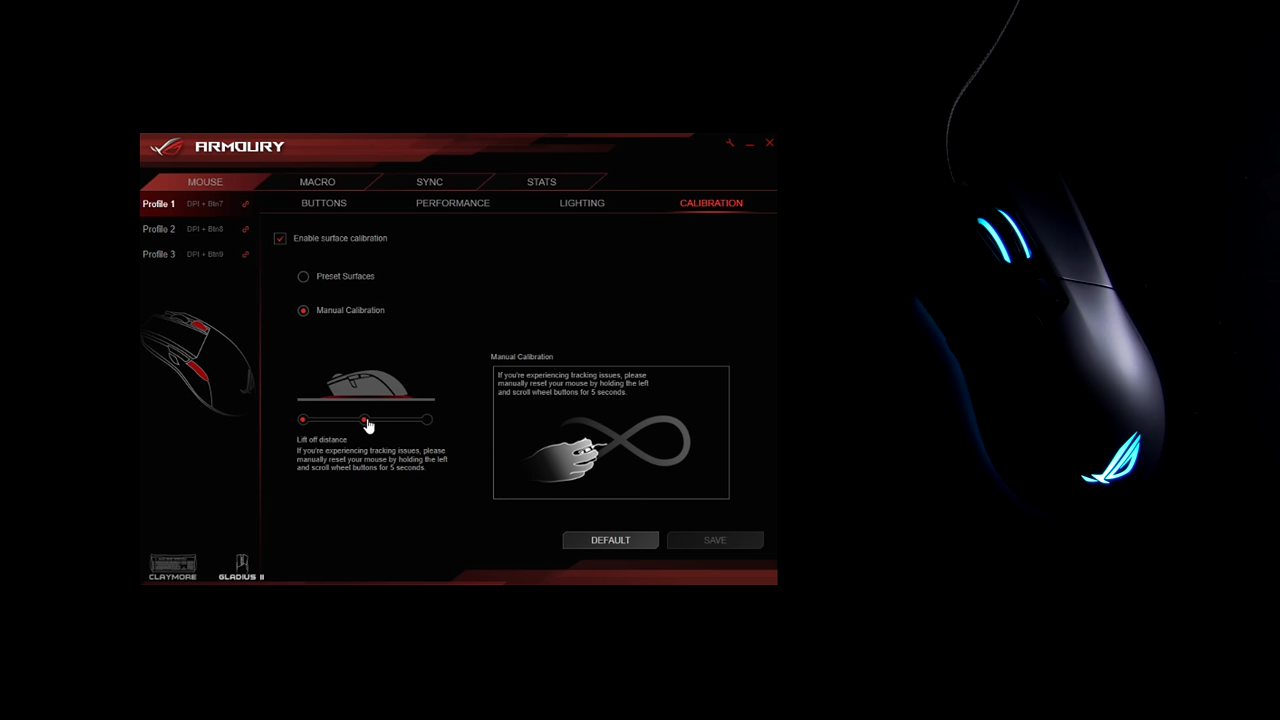 ARMOURY
MOUSE MACRO SYNC STATS
Profile 1 DPI + Btn7
Profile 2 DPI + Btn8
Profile 3 DPI + Btn9
BUTTONS PERFORMANCE LIGHTING CALIBRATION
Enable surface calibration
Preset Surfaces
Manual Calibration
Lift off distance
If you're experiencing tracking issues, please
manually reset your mouse by holding the left
and scroll wheel buttons for 5 seconds.
Manual Calibration
If you're experiencing tracking issues, please
manually reset your mouse by holding the left
and scroll wheel buttons for 5 seconds.
DEFAULT SAVE
CLAYMORE GLADIUS II